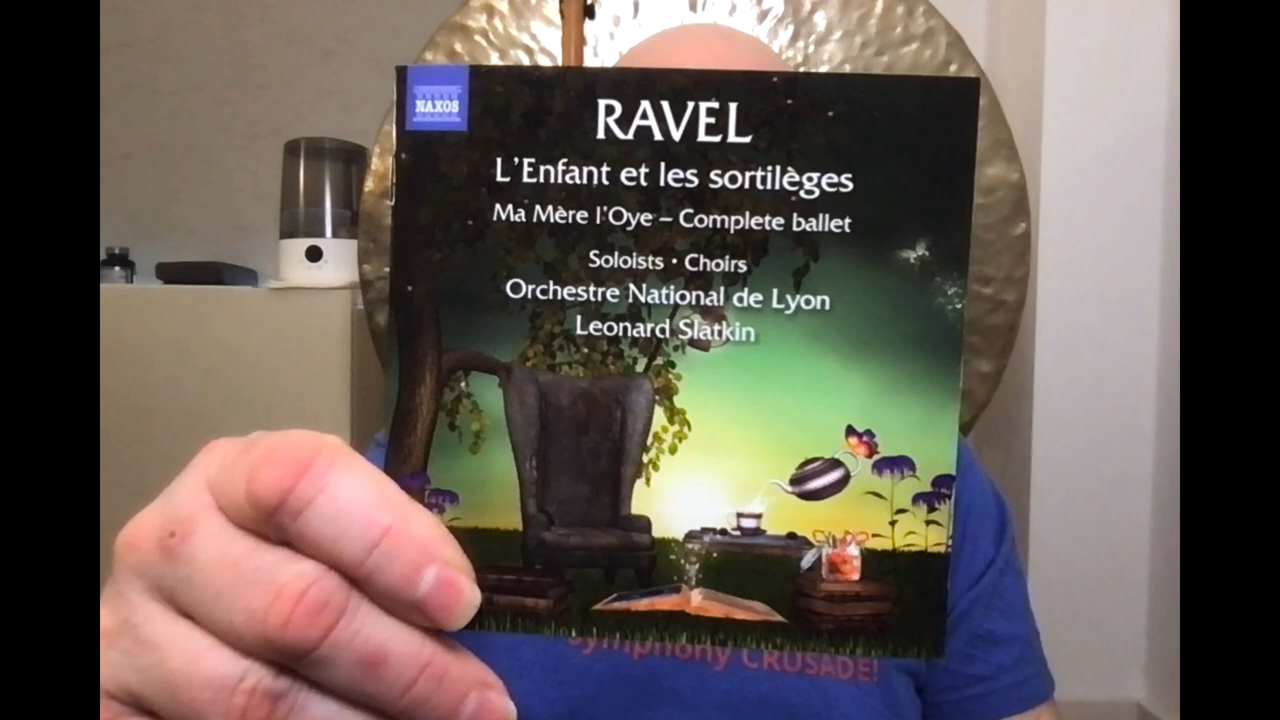 NAXOS
RAVEL
L'Enfant et les sortilèges
Ma Mère l'Oye – Complete ballet
Soloists • Choirs
Orchestre National de Lyon
Leonard Slatkin
symphony CRUSADE!